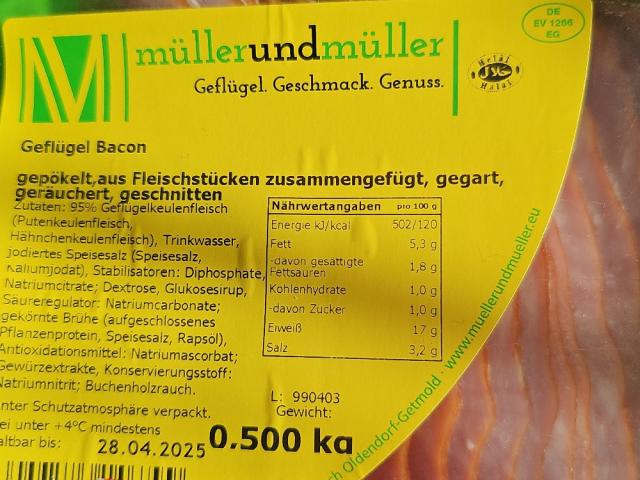 DE
EV 1266
EG
müllerundmüller
Geflügel. Geschmack. Genuss.
Helal
حلال
Halal
Geflügel Bacon
gepökelt,aus Fleischstücken zusammengefügt, gegart,
geräuchert, geschnitten
Zutaten: 95% Geflügelkeulenfleisch
(Putenkeulenfleisch,
Hähnchenkeulenfleisch), Trinkwasser,
jodiertes Speisesalz (Speisesalz,
Kaliumjodat), Stabilisatoren: Diphosphate,
Natriumcitrate; Dextrose, Glukosesirup,
Säureregulator: Natriumcarbonate;
gekörnte Brühe (aufgeschlossenes
Pflanzenprotein, Speisesalz, Rapsöl),
Antioxidationsmittel: Natriumascorbat;
Gewürzextrakte, Konservierungsstoff:
Natriumnitrit; Buchenholzrauch.
Nährwertangaben pro 100 g
Energie kJ/kcal 502/120
Fett 5,3 g
-davon gesättigte
Fettsäuren 1,8 g
Kohlenhydrate 1,0 g
-davon Zucker 1,0 g
Eiweiß 17 g
Salz 3,2 g
nter Schutzatmosphäre verpackt.
ei unter +4°C mindestens
altbar bis: 28.04.2025
L: 990403
Gewicht:
0,500 kg
ch Oldendorf-Getmold · www.muellerundmueller.eu